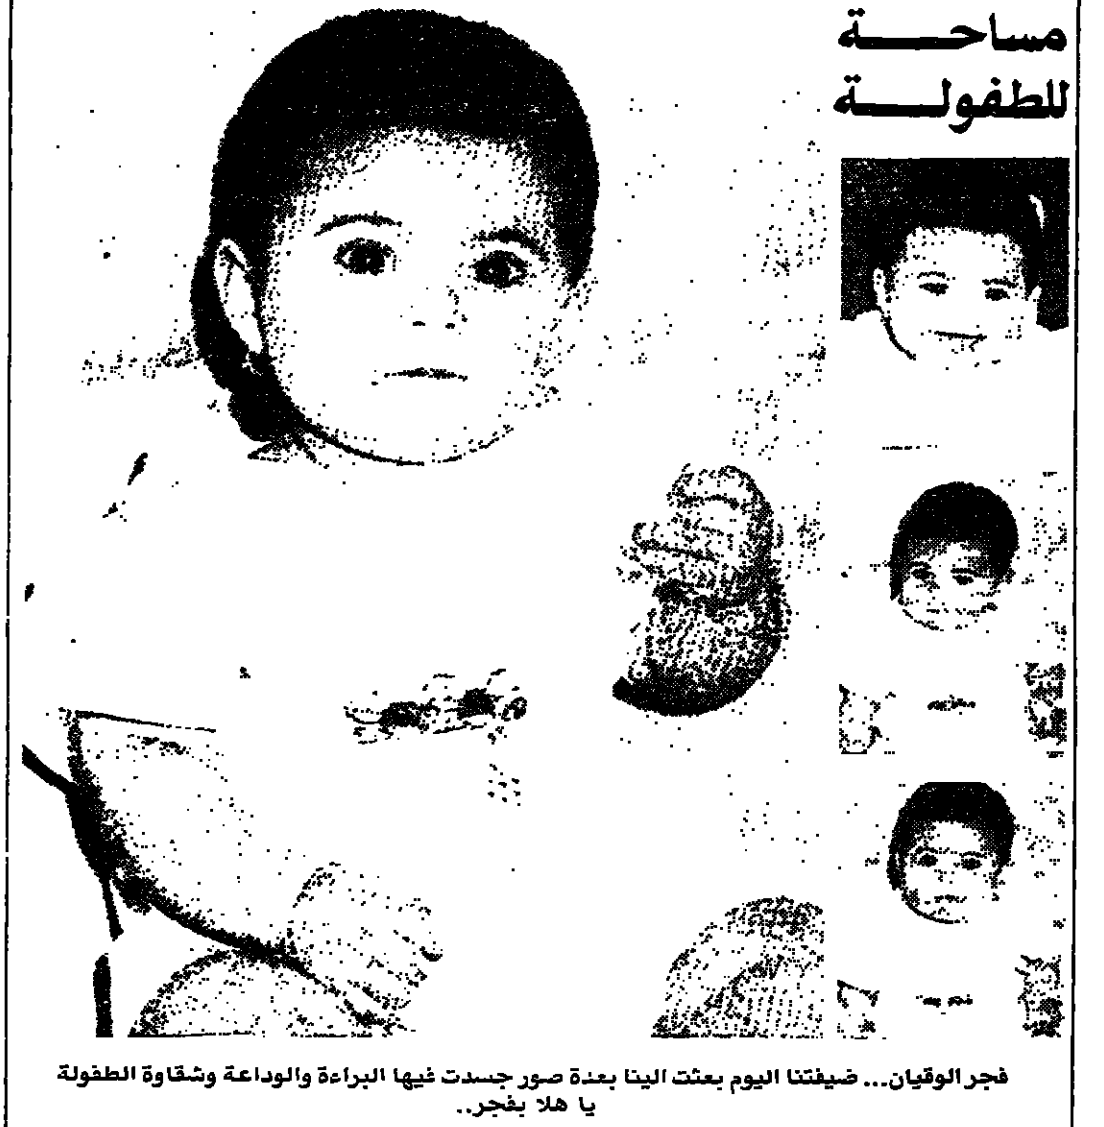 مساحة
للطفولة
فجر الوقيان... ضيفتنا اليوم بعثت الينا بعدة صور جسدت فيها البراءة والوداعة وشقاوة الطفولة
يا هلا بفجر..